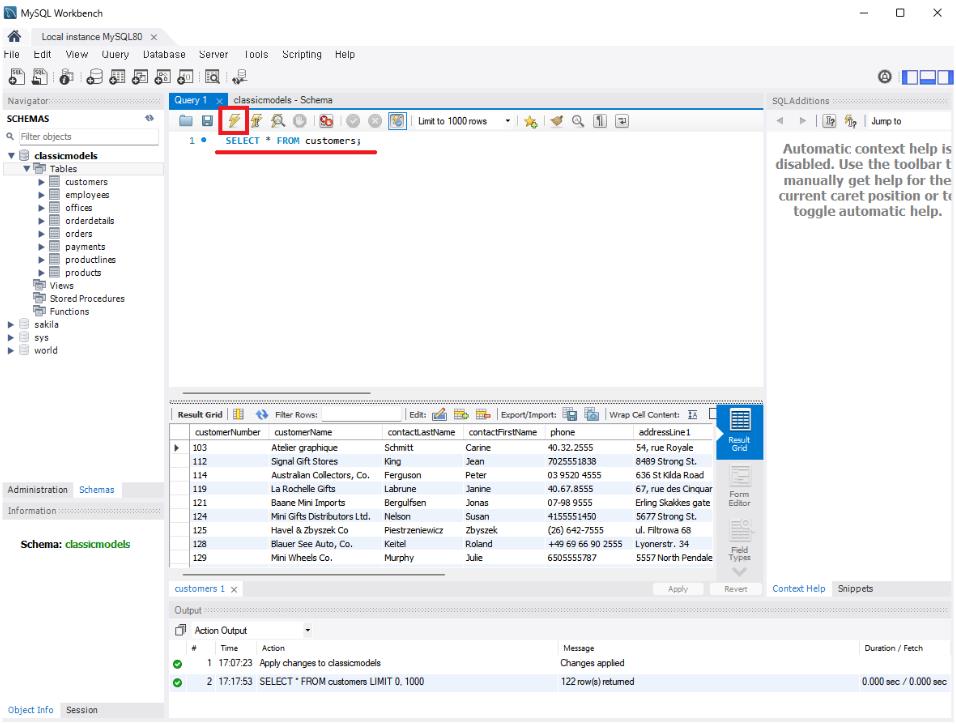 MySQL Workbench
Local instance MySQL80
File Edit View Query Database Server Tools Scripting Help
Navigator
SCHEMAS
Filter objects
classicmodels
Tables
customers
employees
offices
orderdetails
orders
payments
productlines
products
Views
Stored Procedures
Functions
sakila
sys
world
Administration Schemas
Information
Schema: classicmodels
Object Info Session
Query 1 classicmodels - Schema
Limit to 1000 rows
1 SELECT * FROM customers;
Result Grid Filter Rows: Edit: Export/Import: Wrap Cell Content:
customerNumber customerName contactLastName contactFirstName phone addressLine1
103 Atelier graphique Schmitt Carine 40.32.2555 54, rue Royale
112 Signal Gift Stores King Jean 7025551838 8489 Strong St.
114 Australian Collectors, Co. Ferguson Peter 03 9520 4555 636 St Kilda Road
119 La Rochelle Gifts Labrune Janine 40.67.8555 67, rue des Cinquar
121 Baane Mini Imports Bergulfsen Jonas 07-98 9555 Erling Skakkes gate
124 Mini Gifts Distributors Ltd. Nelson Susan 4155551450 5677 Strong St.
125 Havel & Zbyszek Co Piestrzeniewicz Zbyszek (26) 642-7555 ul. Filtrowa 68
128 Blauer See Auto, Co. Keitel Roland +49 69 66 90 2555 Lyonerstr. 34
129 Mini Wheels Co. Murphy Julie 6505555787 5557 North Pendale
Result
Grid
Form
Editor
Field
Types
customers 1 Apply Revert
SQLAdditions
Jump to
Automatic context help is
disabled. Use the toolbar t
manually get help for the
current caret position or to
toggle automatic help.
Context Help Snippets
Output
Action Output
# Time Action Message Duration / Fetch
1 17:07:23 Apply changes to classicmodels Changes applied
2 17:17:53 SELECT * FROM customers LIMIT 0, 1000 122 row(s) returned 0.000 sec / 0.000 sec